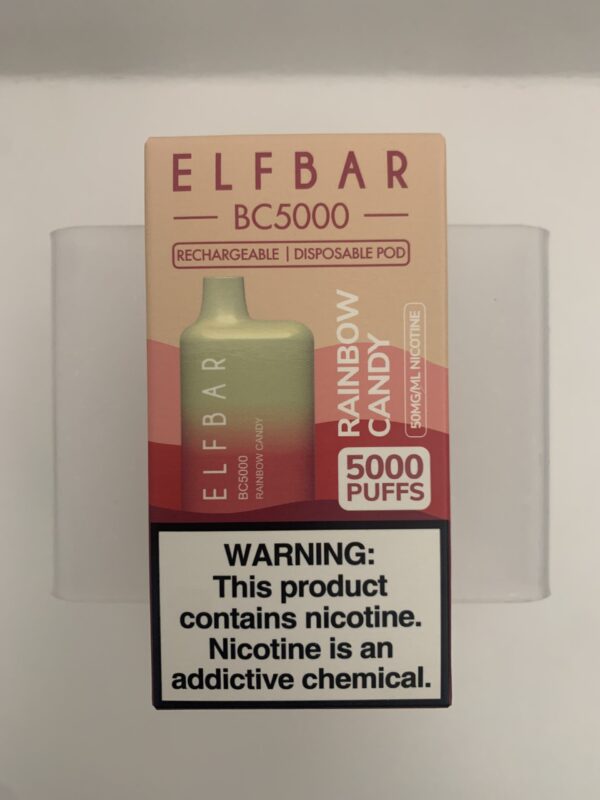 ELFBAR
BC5000
RECHARGEABLE | DISPOSABLE POD
RAINBOW
CANDY
50MG/ML NICOTINE
ELFBAR
BC5000
RAINBOW CANDY
5000
PUFFS
WARNING:
This product
contains nicotine.
Nicotine is an
addictive chemical.